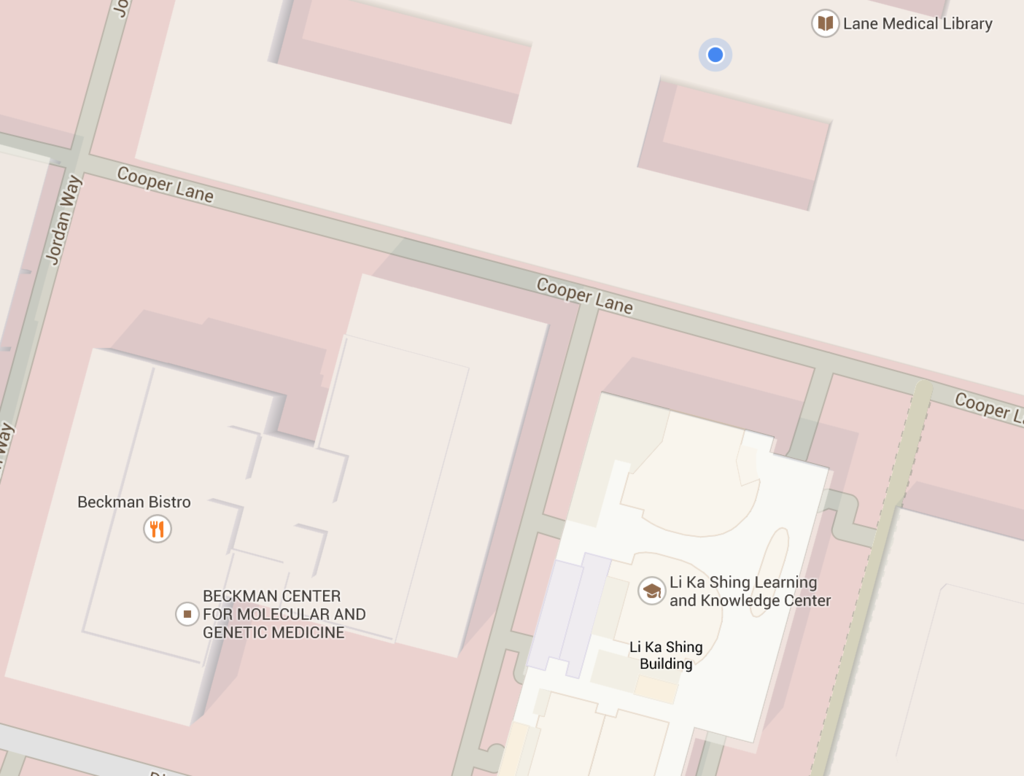 Lane Medical Library
Cooper Lane
Jordan Way
Cooper Lane
Cooper
Beckman Bistro
BECKMAN CENTER
FOR MOLECULAR AND
GENETIC MEDICINE
Li Ka Shing Learning
and Knowledge Center
Li Ka Shing
Building